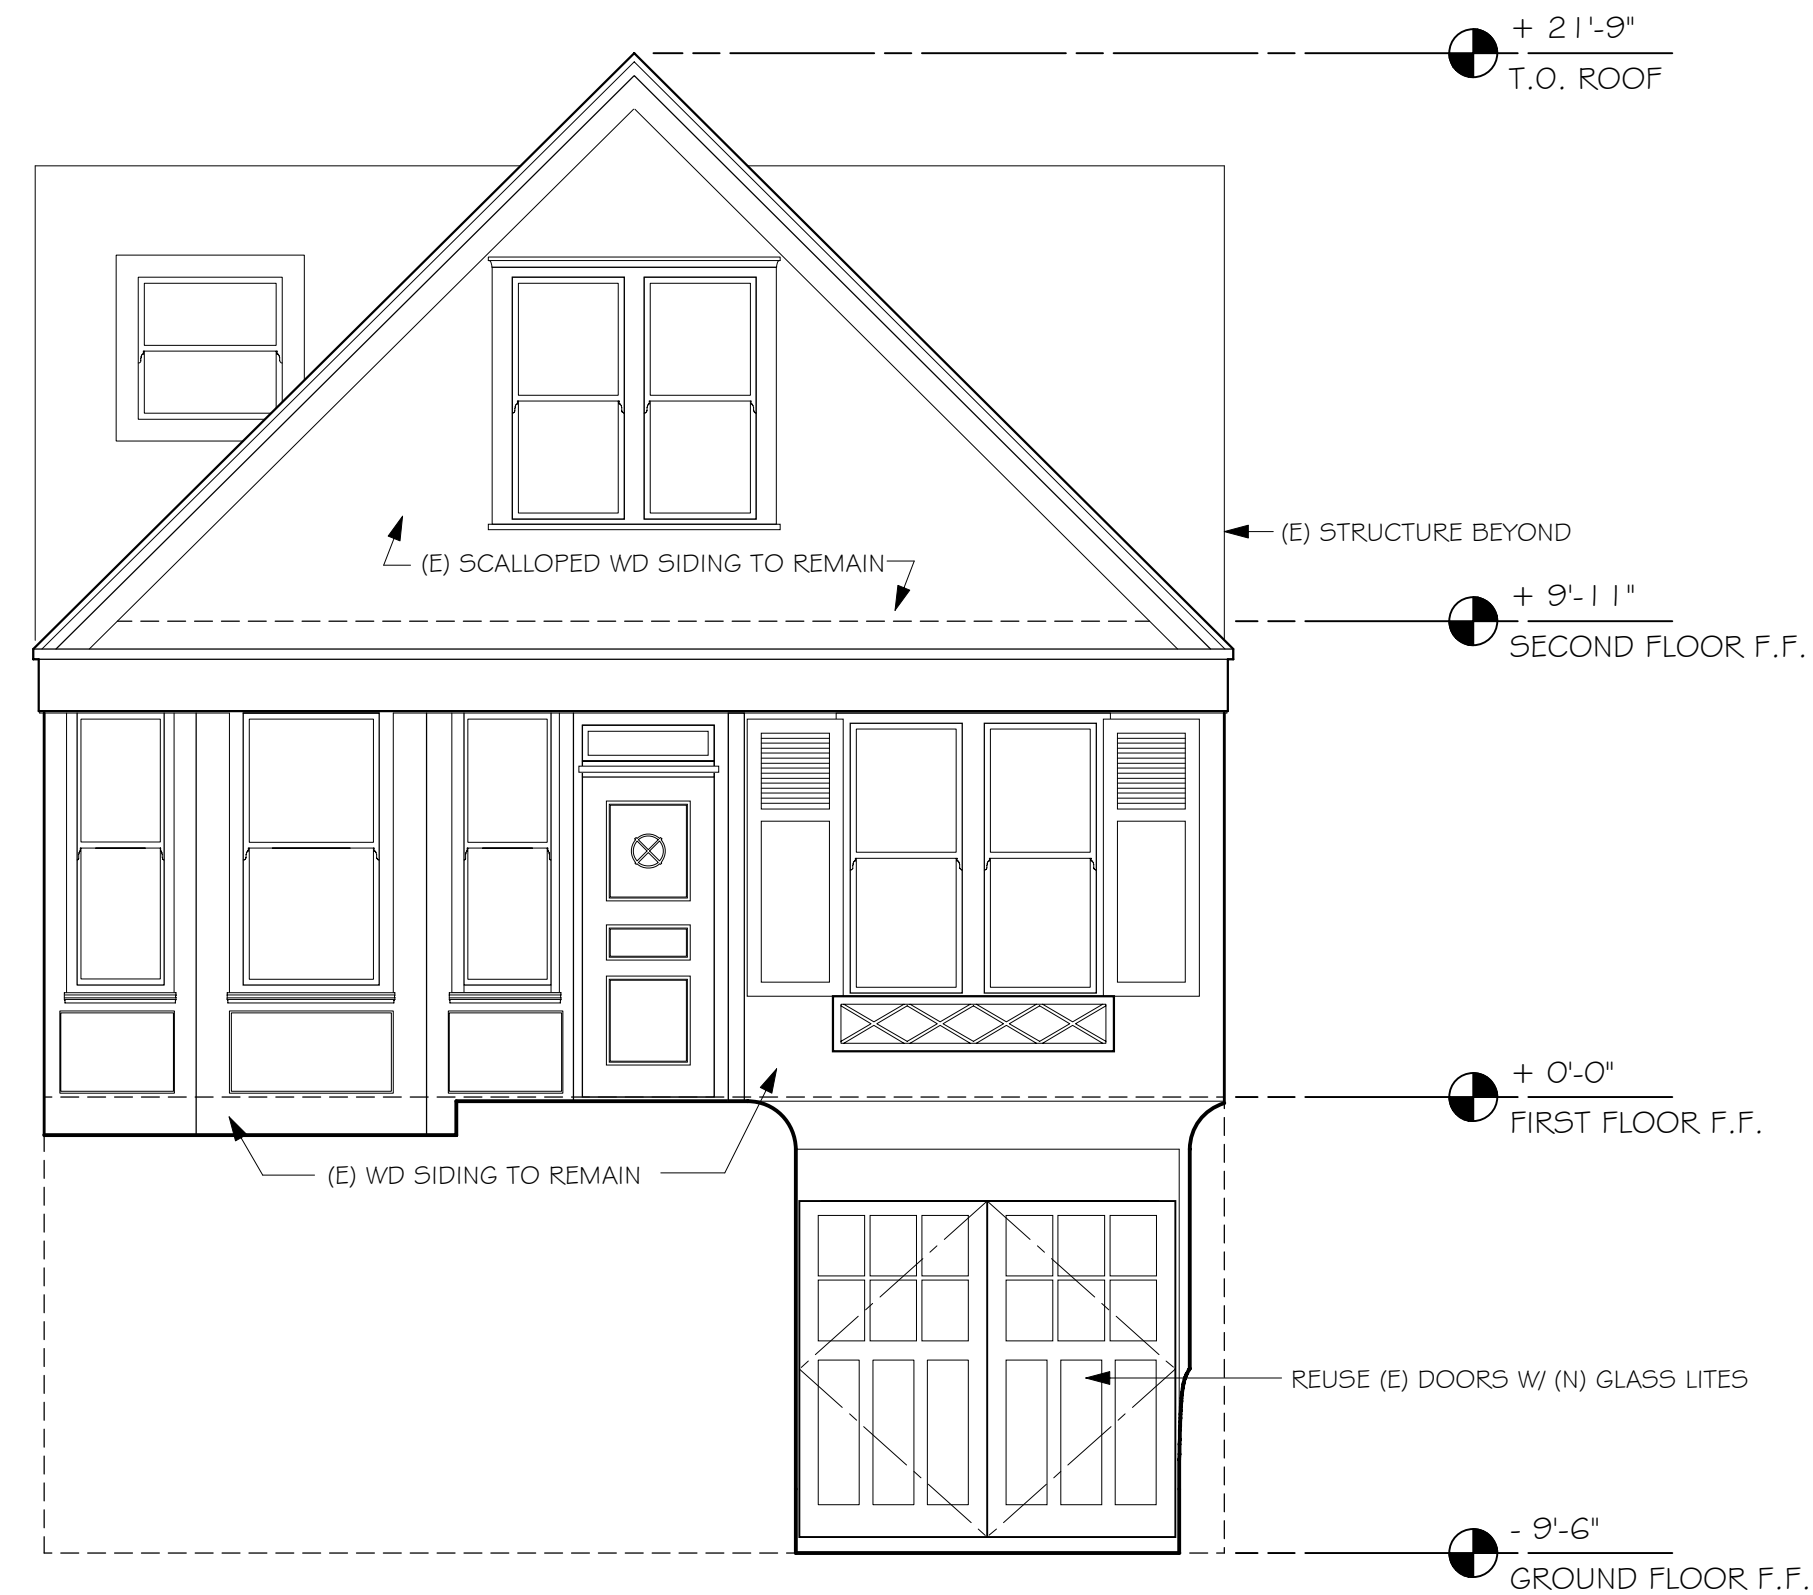 + 21'-9"
T.O. ROOF
(E) STRUCTURE BEYOND
(E) SCALLOPED WD SIDING TO REMAIN
+ 9'-11"
SECOND FLOOR F.F.
+ 0'-0"
FIRST FLOOR F.F.
(E) WD SIDING TO REMAIN
REUSE (E) DOORS W/ (N) GLASS LITES
- 9'-6"
GROUND FLOOR F.F.